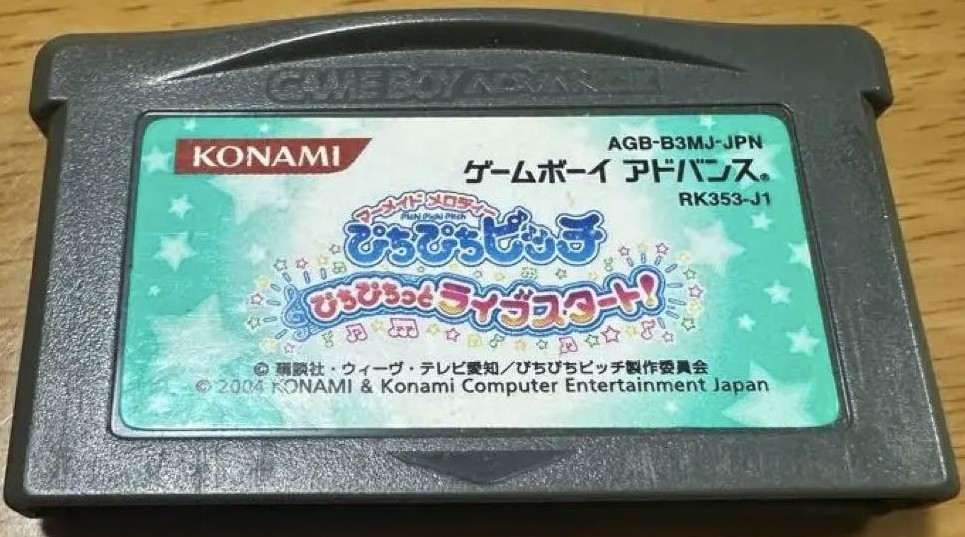 GAME BOY ADVANCE
KONAMI
AGB-B3MJ-JPN
ゲームボーイ アドバンス®
RK353-J1
マーメイド メロディー
Pichi Pichi Pitch
ぴちぴちピッチ
ぴちぴちっと ライブスタート!
© 講談社・ウィーヴ・テレビ愛知/ぴちぴちピッチ製作委員会
© 2004 KONAMI & Konami Computer Entertainment Japan